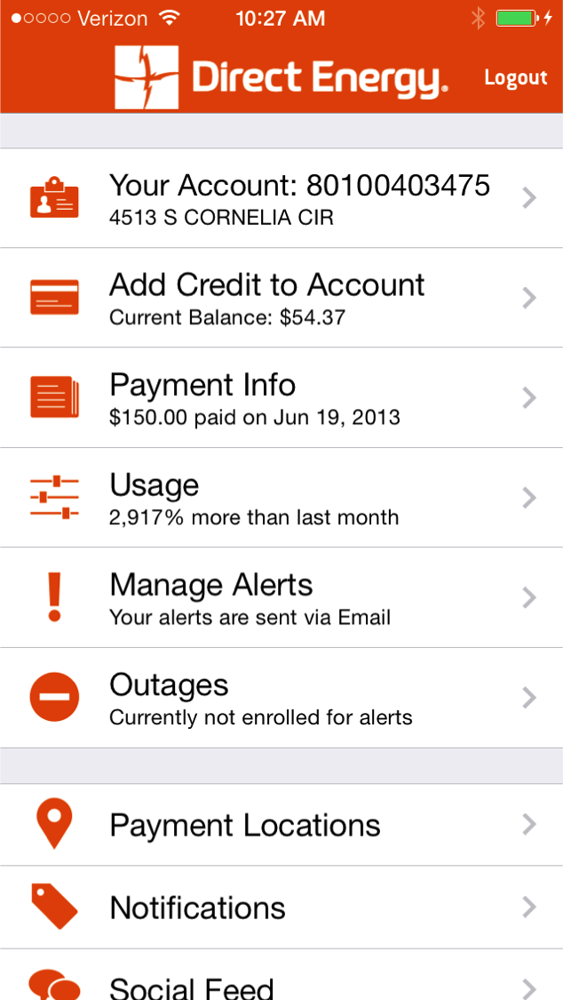 Verizon 10:27 AM
Direct Energy. Logout
Your Account: 80100403475
4513 S CORNELIA CIR
Add Credit to Account
Current Balance: $54.37
Payment Info
$150.00 paid on Jun 19, 2013
Usage
2,917% more than last month
Manage Alerts
Your alerts are sent via Email
Outages
Currently not enrolled for alerts
Payment Locations
Notifications
Social Feed